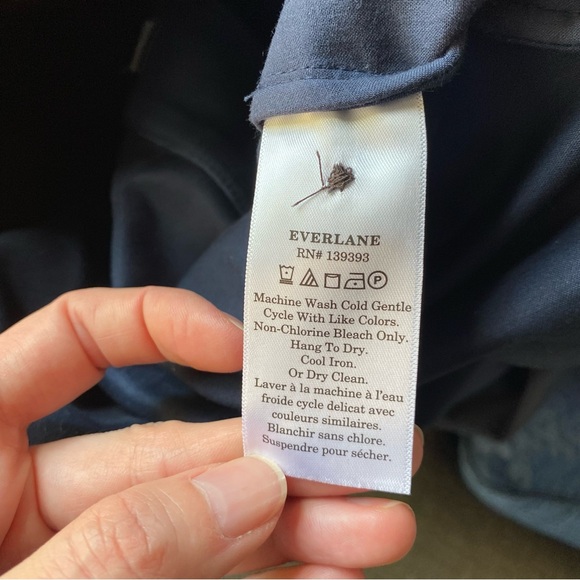 EVERLANE
RN# 139393
P
Machine Wash Cold Gentle
Cycle With Like Colors.
Non-Chlorine Bleach Only.
Hang To Dry.
Cool Iron.
Or Dry Clean.
Laver à la machine à l'eau
froide cycle delicat avec
couleurs similaires.
Blanchir sans chlore.
Suspendre pour sécher.